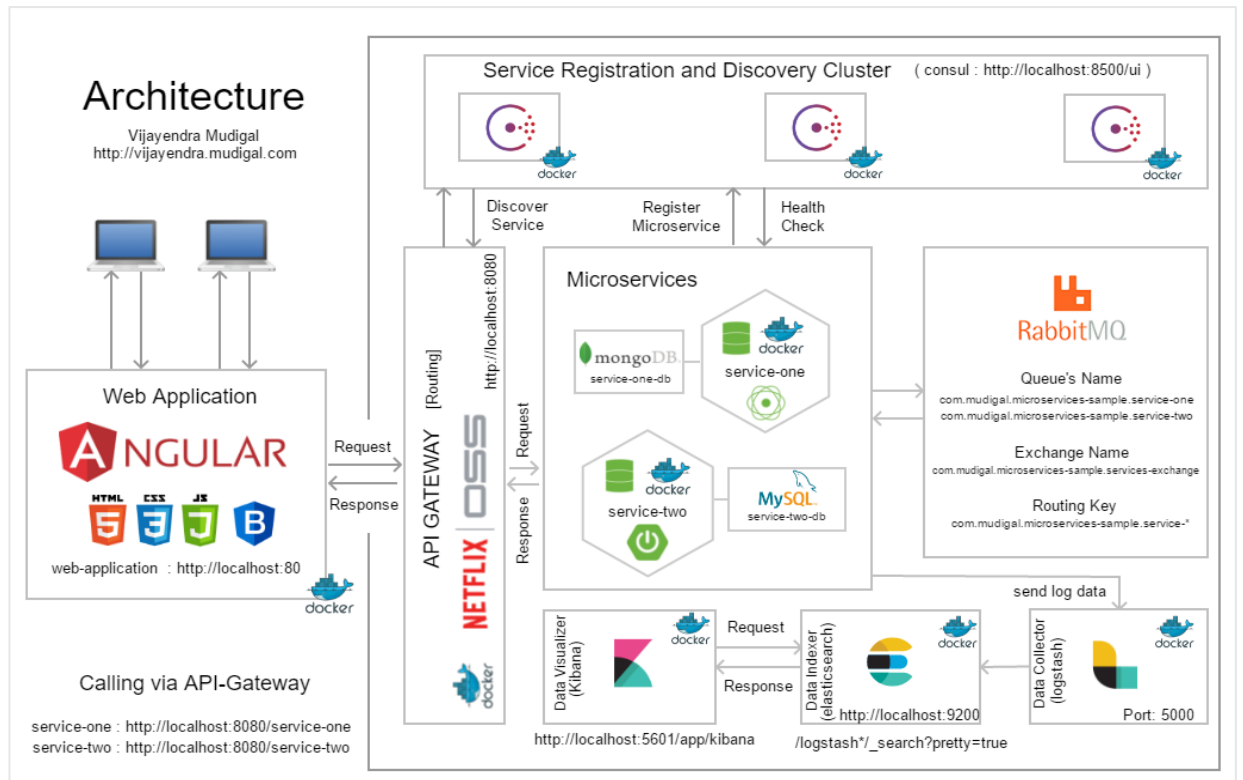 Architecture
Vijayendra Mudigal
http://vijayendra.mudigal.com
Service Registration and Discovery Cluster ( consul : http://localhost:8500/ui )
docker
docker
docker
Discover
Service
Register
Microservice
Health
Check
Web Application
ANGULAR
HTML
5
CSS
3
JS
B
web-application : http://localhost:80
docker
Request
Response
API GATEWAY [Routing]
http://localhost:8080
NETFLIX | OSS
docker
Request
Response
Microservices
mongoDB
service-one-db
docker
service-one
docker
service-two
MySQL
service-two-db
RabbitMQ
Queue's Name
com.mudigal.microservices-sample.service-one
com.mudigal.microservices-sample.service-two
Exchange Name
com.mudigal.microservices-sample.services-exchange
Routing Key
com.mudigal.microservices-sample.service-*
send log data
Data Visualizer
(Kibana)
docker
http://localhost:5601/app/kibana
Request
Response
Data Indexer
(elasticsearch)
docker
http://localhost:9200
/logstash*/_search?pretty=true
Data Collector
(logstash)
docker
Port: 5000
Calling via API-Gateway
service-one : http://localhost:8080/service-one
service-two : http://localhost:8080/service-two